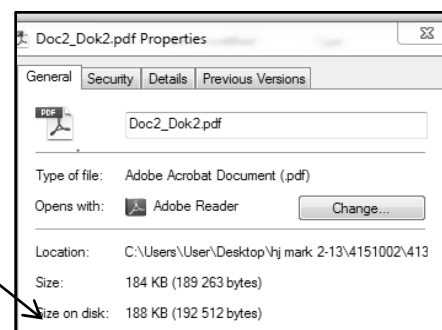 Doc2_Dok2.pdf Properties
General Security Details Previous Versions
PDF
Doc2_Dok2.pdf
Type of file: Adobe Acrobat Document (.pdf)
Opens with: Adobe Reader Change...
Location: C:\Users\User\Desktop\hj mark 2-13\4151002\413
Size: 184 KB (189 263 bytes)
Size on disk: 188 KB (192 512 bytes)